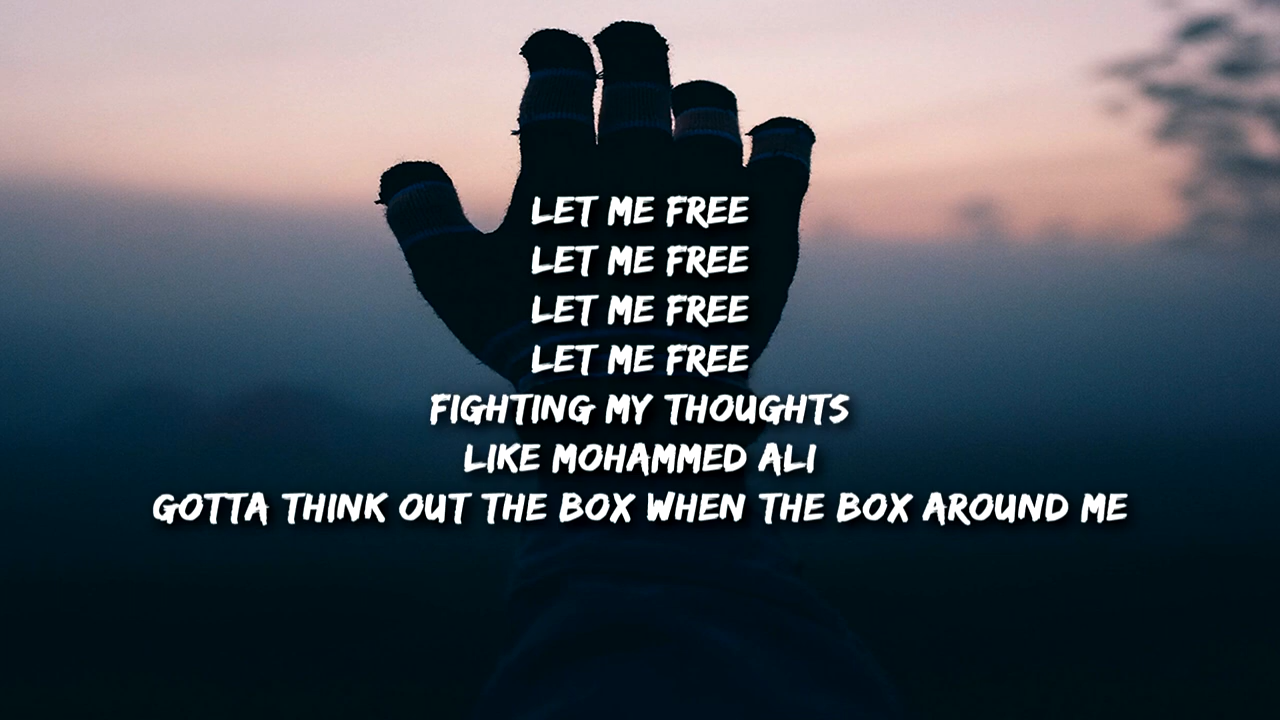 LET ME FREE
LET ME FREE
LET ME FREE
LET ME FREE
FIGHTING MY THOUGHTS
LIKE MOHAMMED ALI
GOTTA THINK OUT THE BOX WHEN THE BOX AROUND ME